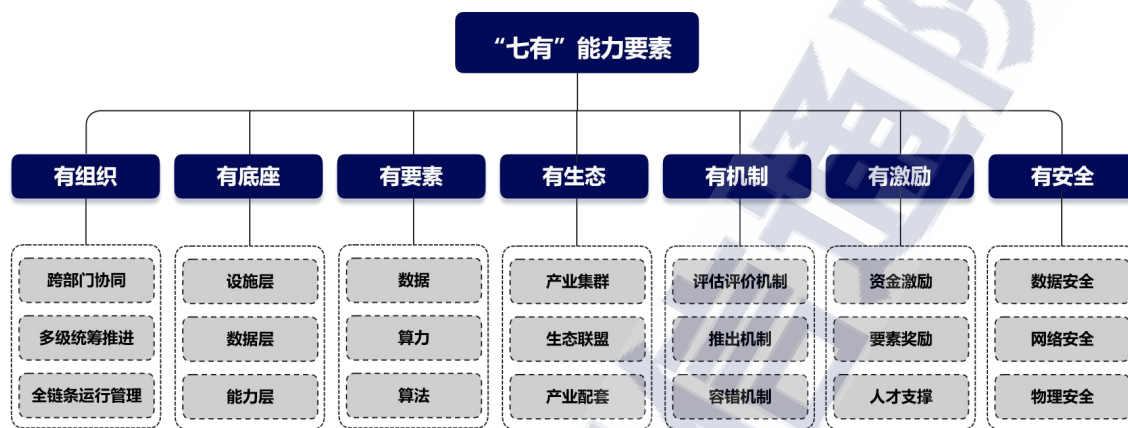 “七有”能力要素
有组织
有底座
有要素
有生态
有机制
有激励
有安全
跨部门协同
多级统筹推进
全链条运行管理
设施层
数据层
能力层
数据
算力
算法
产业集群
生态联盟
产业配套
评估评价机制
推出机制
容错机制
资金激励
要素奖励
人才支撑
数据安全
网络安全
物理安全
信通院